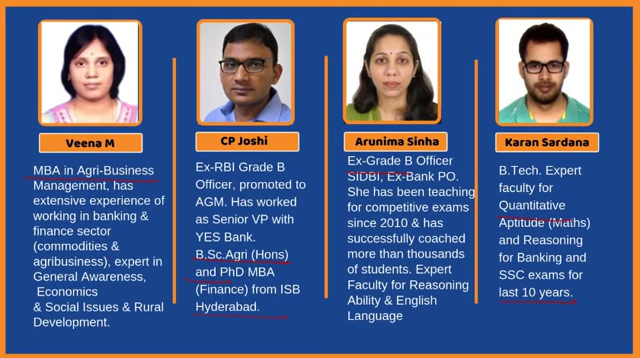 Veena M
MBA in Agri-Business
Management, has
extensive experience of
working in banking &
finance sector
(commodities &
agribusiness), expert in
General Awareness,
Economics
& Social Issues & Rural
Development.
CP Joshi
Ex-RBI Grade B
Officer, promoted to
AGM. Has worked
as Senior VP with
YES Bank.
B.Sc.Agri (Hons)
and PhD MBA
(Finance) from ISB
Hyderabad.
Arunima Sinha
Ex-Grade B Officer
SIDBI, Ex-Bank PO.
She has been teaching
for competitive exams
since 2010 & has
successfully coached
more than thousands
of students. Expert
Faculty for Reasoning
Ability & English
Language
Karan Sardana
B.Tech. Expert
faculty for
Quantitative
Aptitude (Maths)
and Reasoning
for Banking and
SSC exams for
last 10 years.